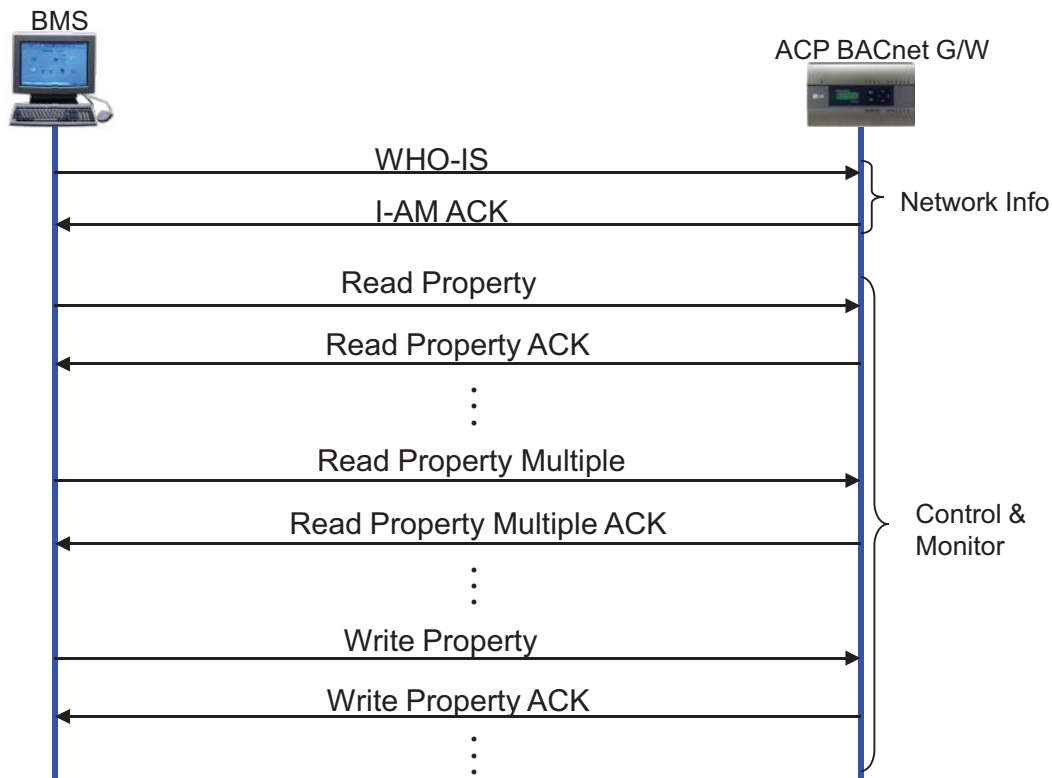 BMS
ACP BACnet G/W
WHO-IS
I-AM ACK
Network Info
Read Property
Read Property ACK
Read Property Multiple
Read Property Multiple ACK
Control &
Monitor
Write Property
Write Property ACK